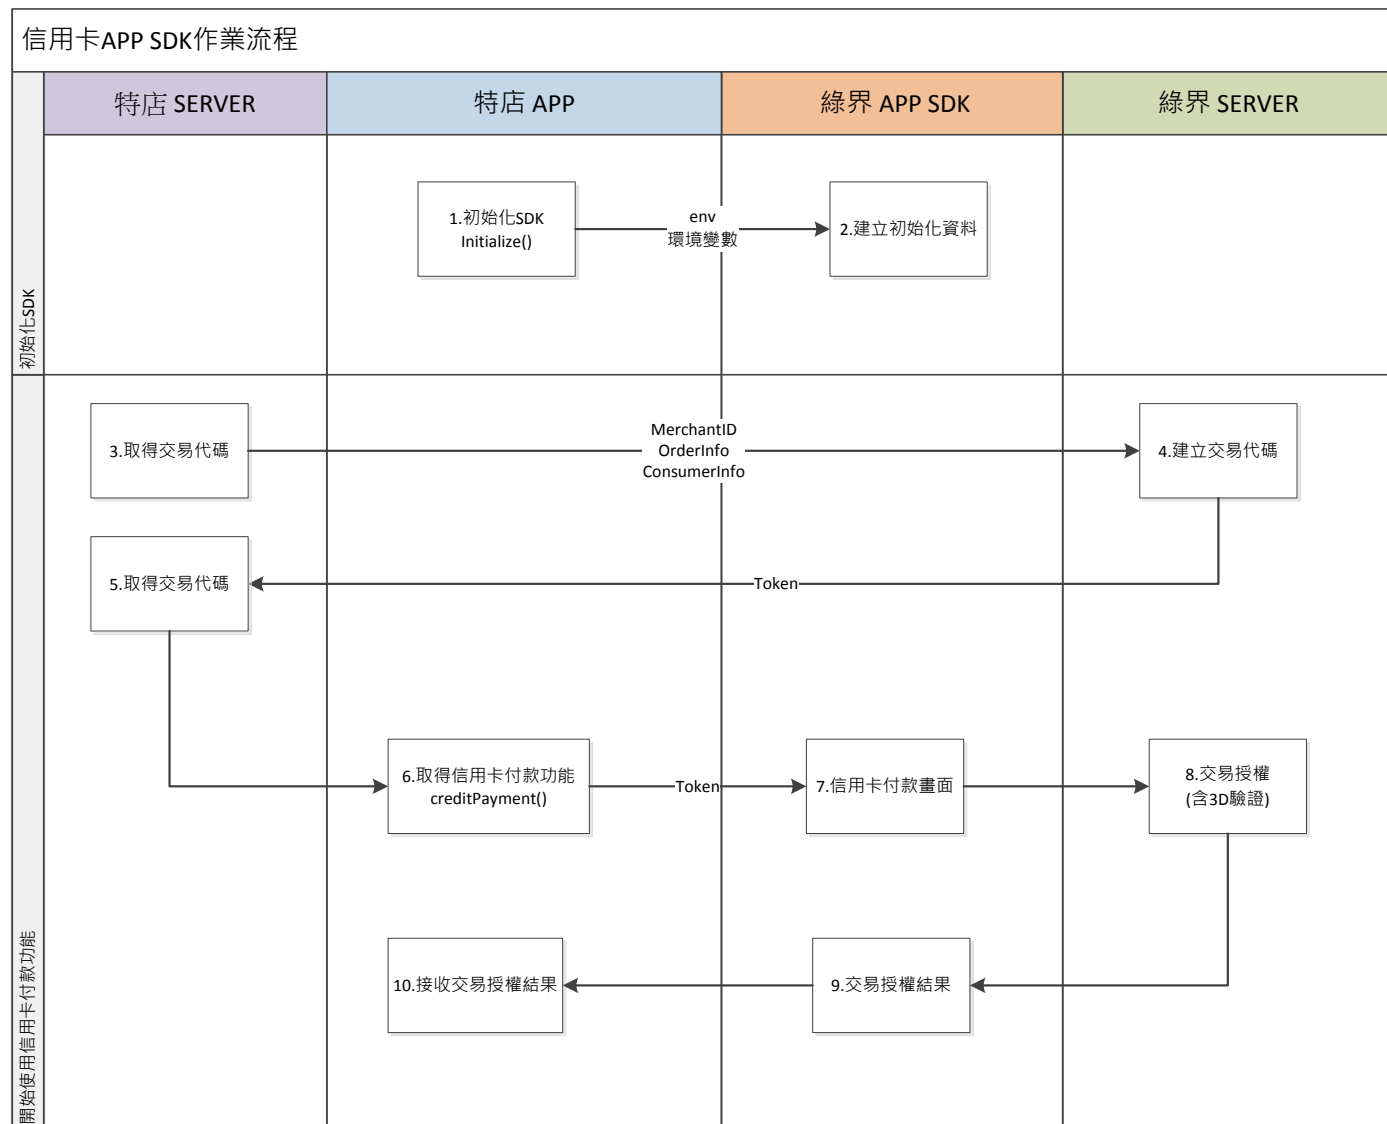 信用卡APP SDK作業流程
特店 SERVER
特店 APP
綠界 APP SDK
綠界 SERVER
初始化SDK
1.初始化SDK
Initialize()
env
環境變數
2.建立初始化資料
開始使用信用卡付款功能
3.取得交易代碼
MerchantID
OrderInfo
ConsumerInfo
4.建立交易代碼
5.取得交易代碼
Token
6.取得信用卡付款功能
creditPayment()
Token
7.信用卡付款畫面
8.交易授權
(含3D驗證)
10.接收交易授權結果
9.交易授權結果